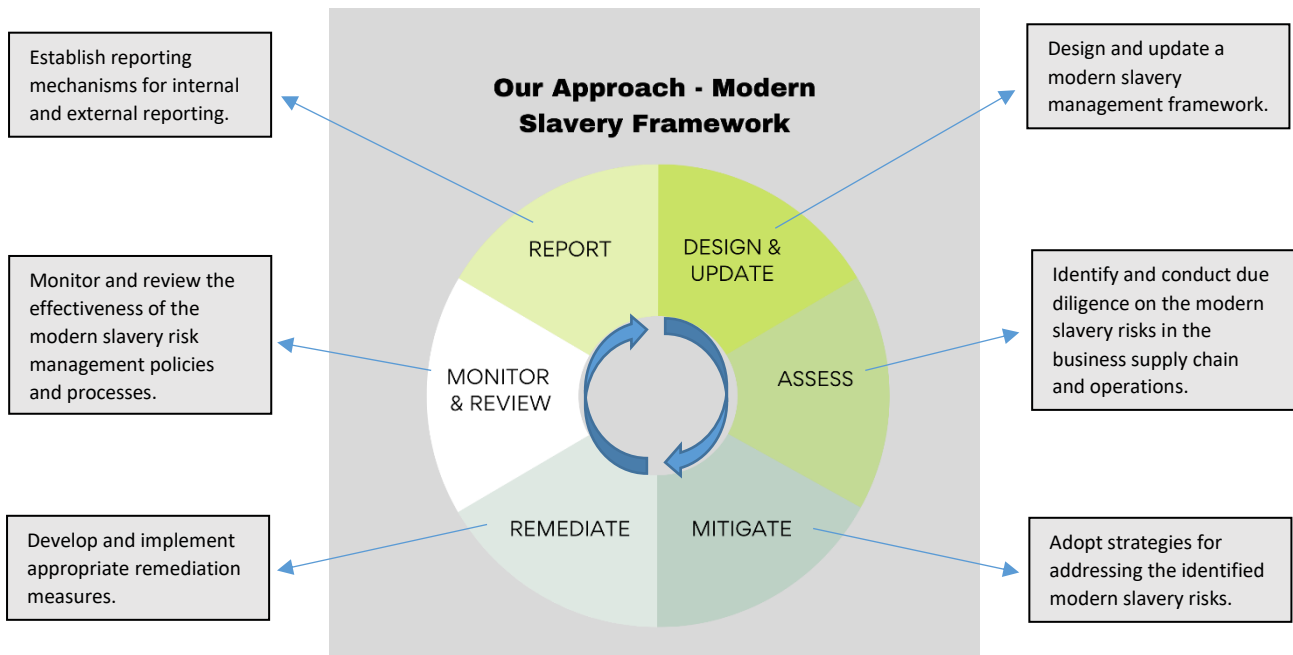 Our Approach - Modern
Slavery Framework
Establish reporting
mechanisms for internal
and external reporting.
Design and update a
modern slavery
management framework.
REPORT
DESIGN &
UPDATE
Monitor and review the
effectiveness of the
modern slavery risk
management policies
and processes.
Identify and conduct due
diligence on the modern
slavery risks in the
business supply chain
and operations.
MONITOR
& REVIEW
ASSESS
REMEDIATE
MITIGATE
Develop and implement
appropriate remediation
measures.
Adopt strategies for
addressing the identified
modern slavery risks.